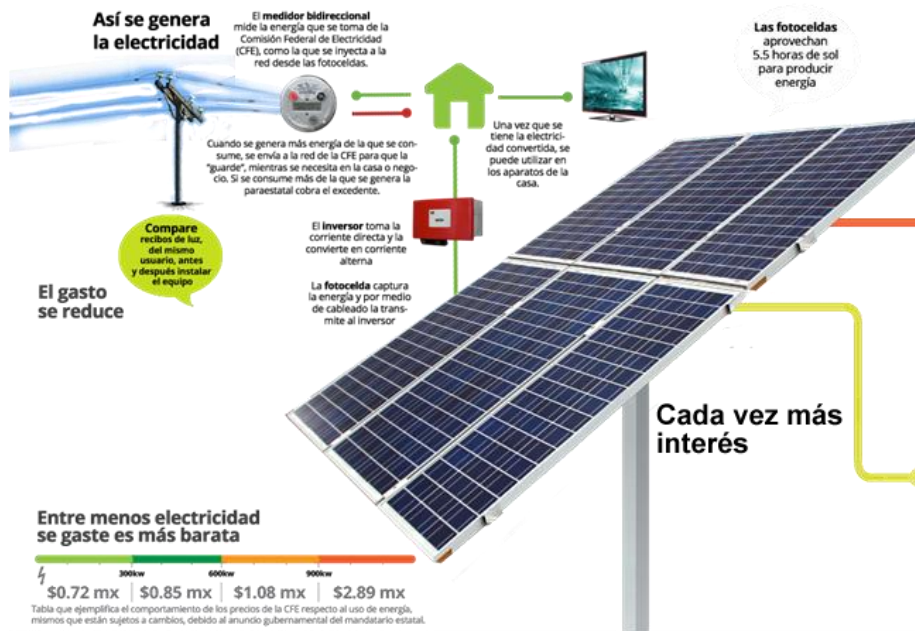 Así se genera
la electricidad
El medidor bidireccional
mide la energía que se toma de la
Comisión Federal de Electricidad
(CFE), como la que se inyecta a la
red desde las fotoceldas.
Las fotoceldas
aprovechan
5.5 horas de sol
para producir
energía
Cuando se genera más energía de la que se con-
sume, se envía a la red de la CFE para que la
"guarde", mientras se necesita en la casa o nego-
cio. Si se consume más de la que se genera la
paraestatal cobra el excedente.
Una vez que se
tiene la electrici-
dad convertida, se
puede utilizar en
los aparatos de la
casa.
Compare
recibos de luz,
del mismo
usuario, antes
y después instalar
el equipo
El inversor toma la
corriente directa y la
convierte en corriente
alterna
La fotocelda captura
la energía y por medio
de cableado la trans-
mite al inversor
El gasto
se reduce
Cada vez más
interés
Entre menos electricidad
se gaste es más barata
300kw 600kw 900kw
$0.72 mx $0.85 mx $1.08 mx $2.89 mx
Tabla que ejemplifica el comportamiento de los precios de la CFE respecto al uso de energía,
mismos que están sujetos a cambios, debido al anuncio gubernamental del mandatario estatal.